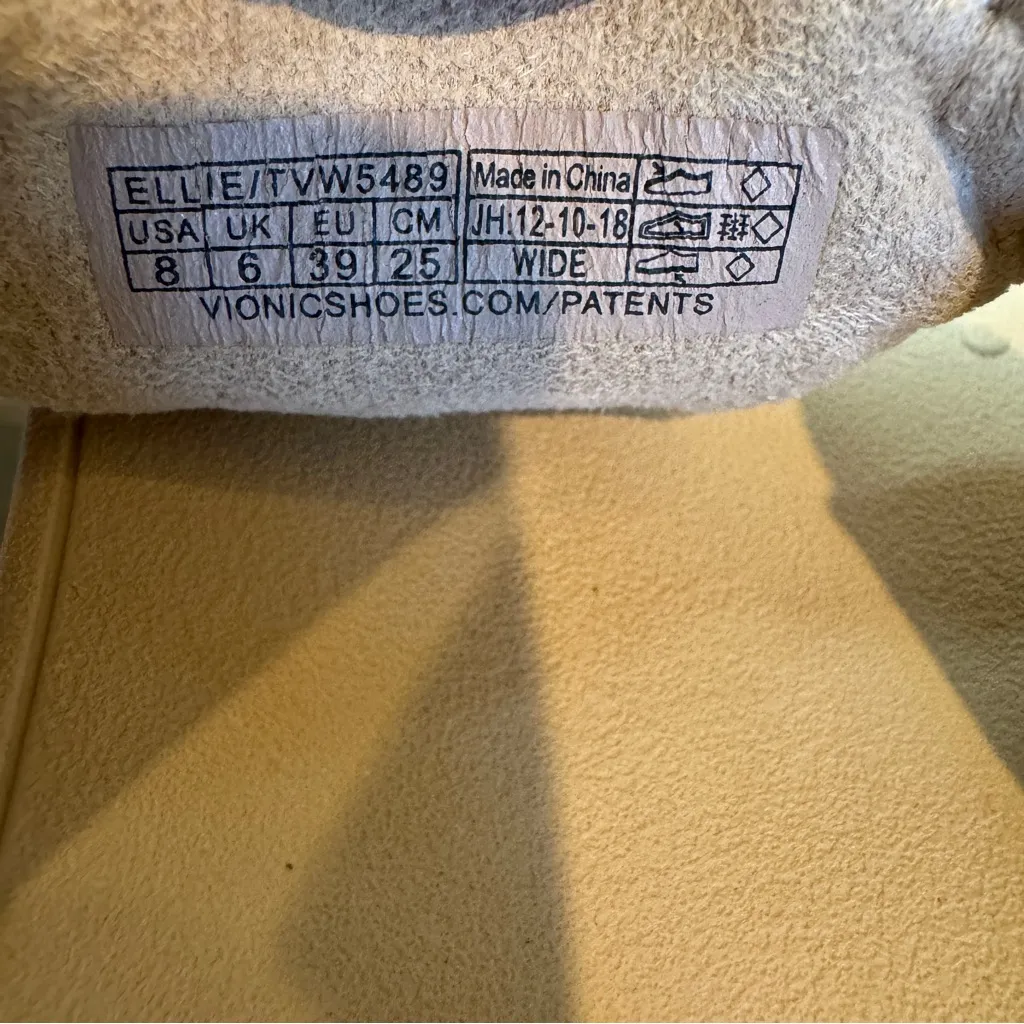 ELLIE/TVW5489 Made in China
USA UK EU CM JH:12-10-18
8 6 39 25 WIDE
VIONICSHOES.COM/PATENTS